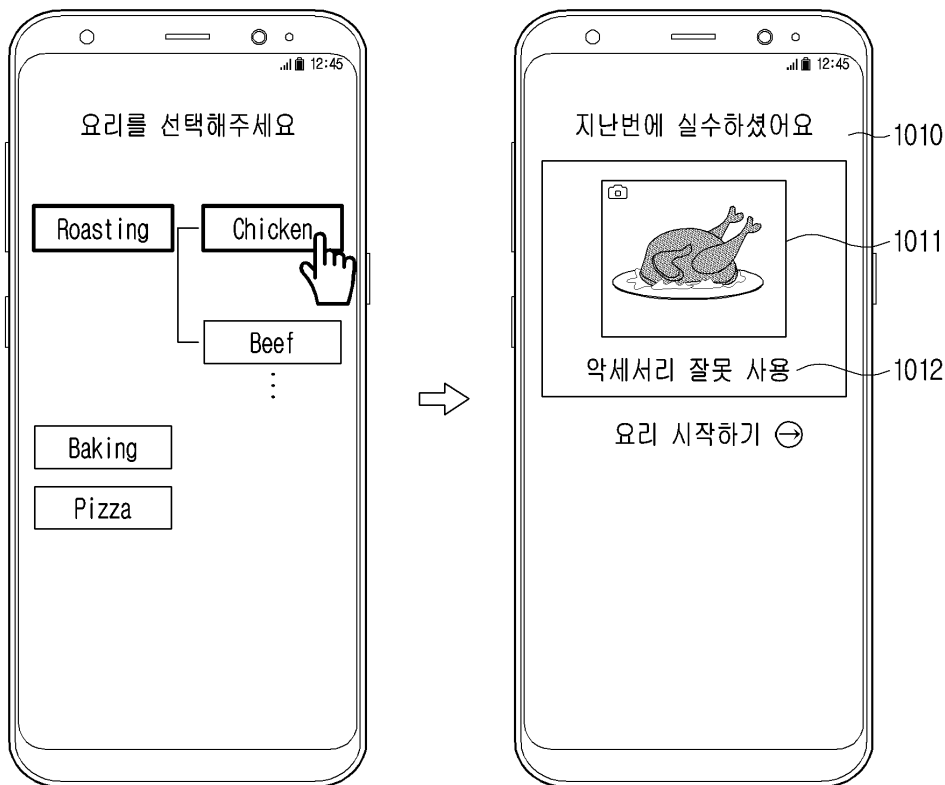 12:45
요리를 선택해주세요
Roasting
Chicken
Beef
Baking
Pizza
12:45
지난번에 실수하셨어요
1010
1011
악세서리 잘못 사용
1012
요리 시작하기